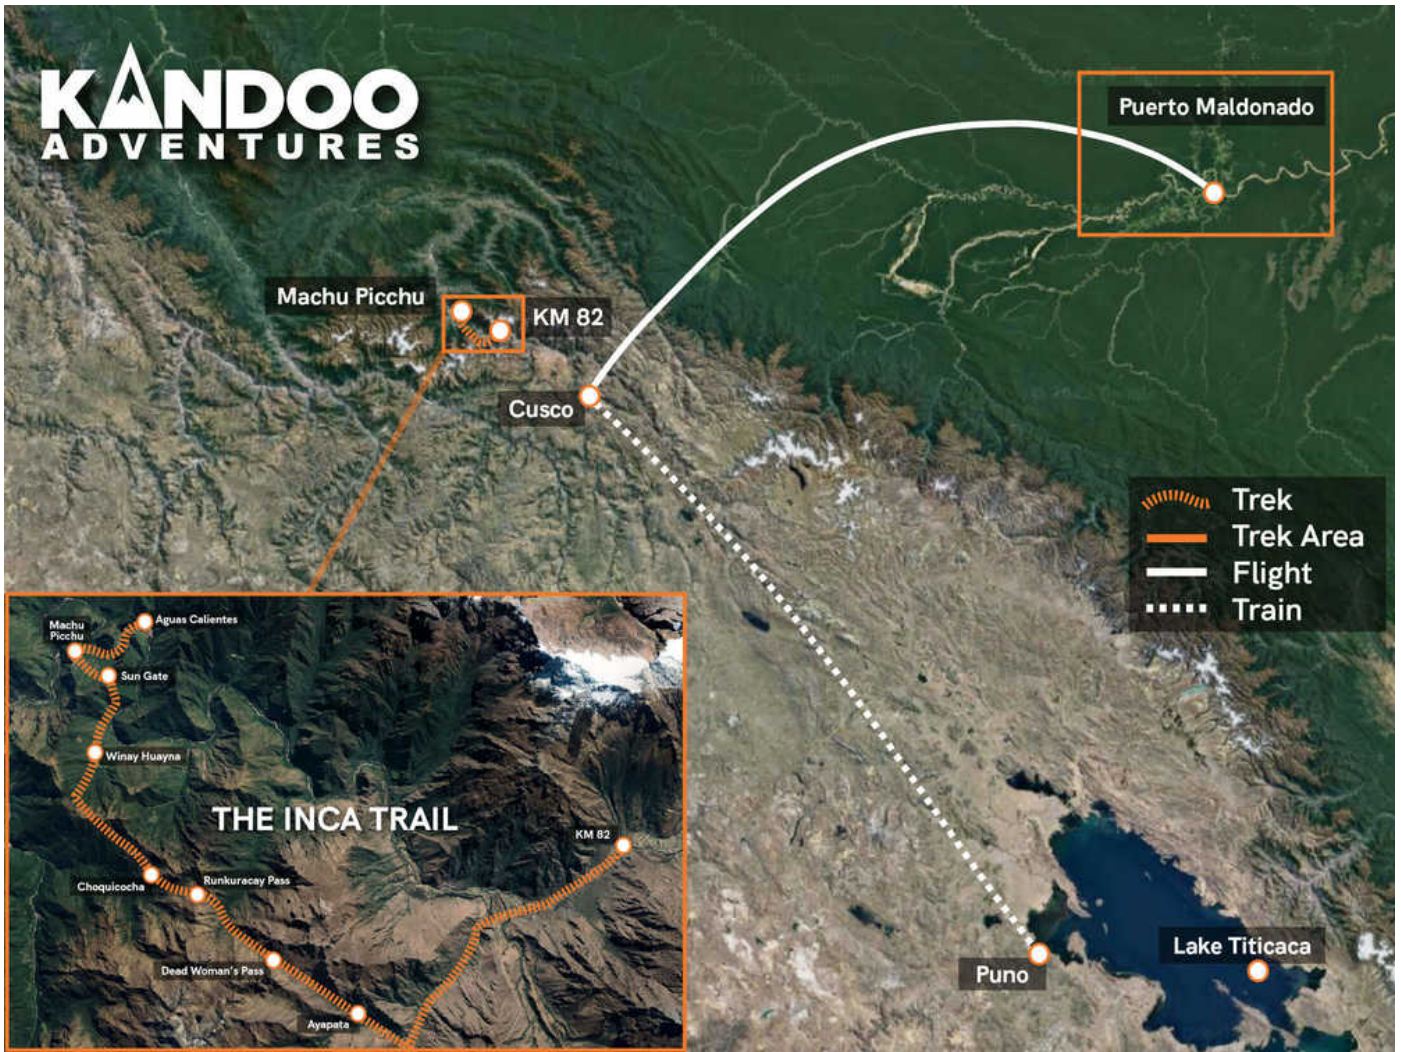 KANDOO
ADVENTURES
Puerto Maldonado
Machu Picchu
KM 82
Cusco
Trek
Trek Area
Flight
Train
Machu
Picchu
Aguas Calientes
Sun Gate
Winay Huayna
THE INCA TRAIL
KM 82
Choquicocha
Runkuracay Pass
Dead Woman's Pass
Ayapata
Lake Titicaca
Puno